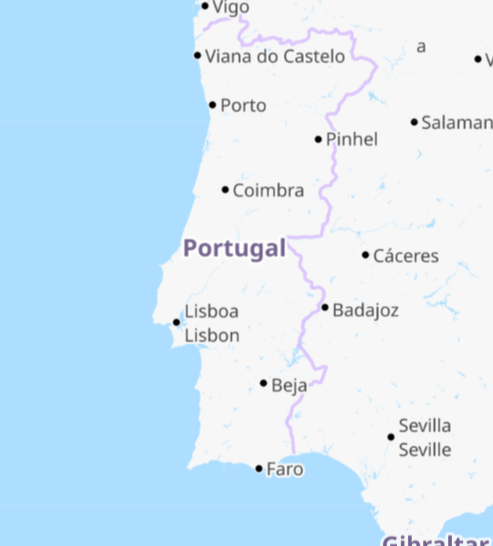 Vigo
Viana do Castelo
a
V
Porto
Salaman
Pinhel
Coimbra
Portugal
Cáceres
Lisboa
Lisbon
Badajoz
Beja
Sevilla
Seville
Faro
Gibraltar